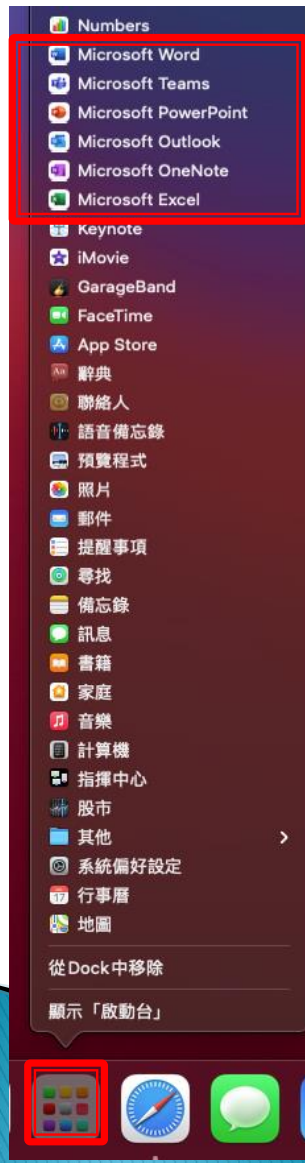 Numbers
Microsoft Word
Microsoft Teams
Microsoft PowerPoint
Microsoft Outlook
Microsoft OneNote
Microsoft Excel
Keynote
iMovie
GarageBand
FaceTime
App Store
辭典
聯絡人
語音備忘錄
預覽程式
照片
郵件
提醒事項
尋找
備忘錄
訊息
書籍
家庭
音樂
計算機
指揮中心
股市
其他
系統偏好設定
17 行事曆
地圖
從Dock中移除
顯示「啟動台」